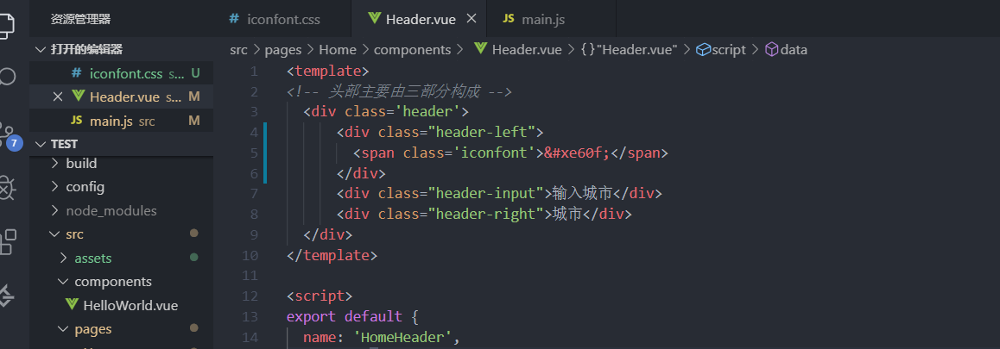 资源管理器
打开的编辑器
# iconfont.css s... U
Header.vue s... M
JS main.js src M
7
TEST
build
config
node_modules
src
assets
components
HelloWorld.vue
pages
# iconfont.css
Header.vue
JS main.js
src > pages > Home > components > Header.vue > {}"Header.vue" > script > data
1 <template>
2 <!-- 头部主要由三部分构成 -->
3 <div class='header'>
4 <div class="header-left">
5 <span class='iconfont'>&#xe60f;</span>
6 </div>
7 <div class="header-input">输入城市</div>
8 <div class="header-right">城市</div>
9 </div>
10 </template>
11
12 <script>
13 export default {
14 name: 'HomeHeader',